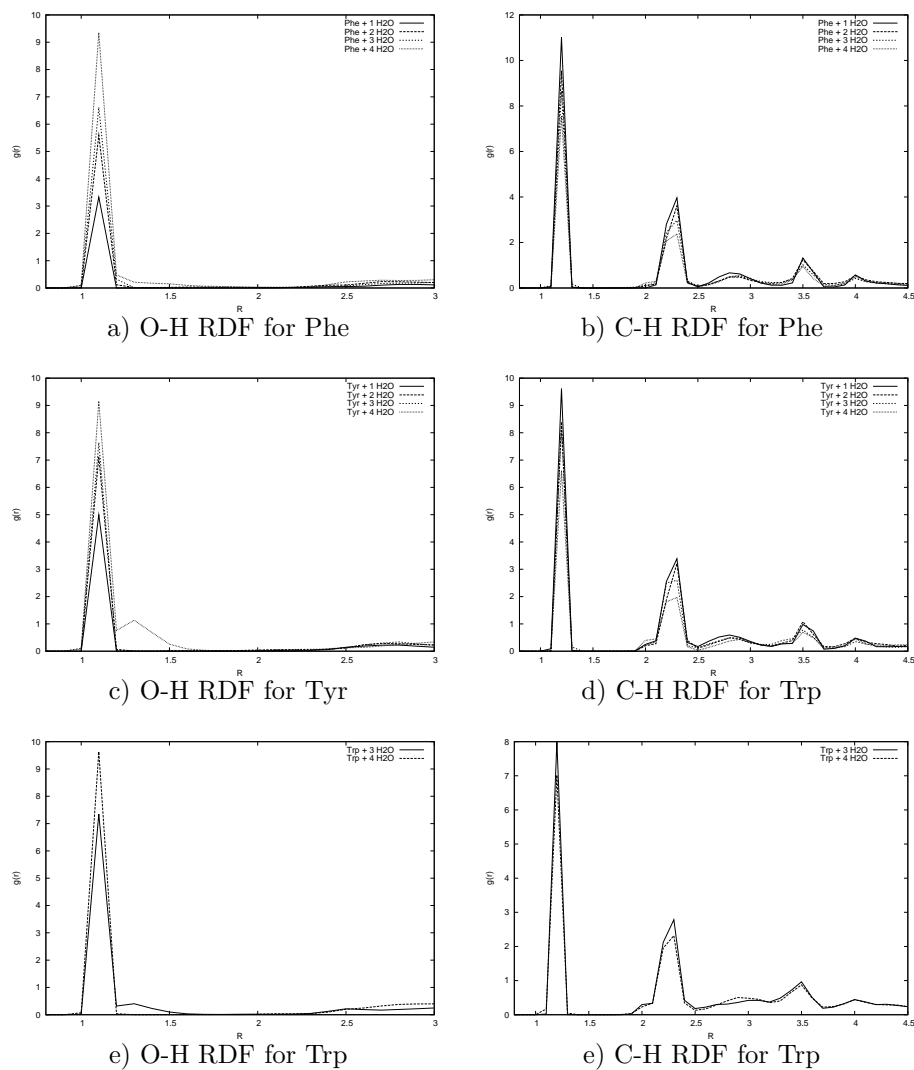 10
9
8
7
6
5
4
3
2
1
0
g(r)
1
1.5
2
2.5
3
R
Phe + 1 H2O
Phe + 2 H2O
Phe + 3 H2O
Phe + 4 H2O
a) O-H RDF for Phe
12
10
8
6
4
2
0
g(r)
1
1.5
2
2.5
3
3.5
4
4.5
R
Phe + 1 H2O
Phe + 2 H2O
Phe + 3 H2O
Phe + 4 H2O
b) C-H RDF for Phe
10
9
8
7
6
5
4
3
2
1
0
g(r)
1
1.5
2
2.5
3
R
Tyr + 1 H2O
Tyr + 2 H2O
Tyr + 3 H2O
Tyr + 4 H2O
c) O-H RDF for Tyr
10
9
8
7
6
5
4
3
2
1
0
g(r)
1
1.5
2
2.5
3
3.5
4
4.5
R
Tyr + 1 H2O
Tyr + 2 H2O
Tyr + 3 H2O
Tyr + 4 H2O
d) C-H RDF for Trp
10
9
8
7
6
5
4
3
2
1
0
g(r)
1
1.5
2
2.5
3
R
Trp + 3 H2O
Trp + 4 H2O
e) O-H RDF for Trp
8
7
6
5
4
3
2
1
0
g(r)
1
1.5
2
2.5
3
3.5
4
4.5
R
Trp + 3 H2O
Trp + 4 H2O
e) C-H RDF for Trp